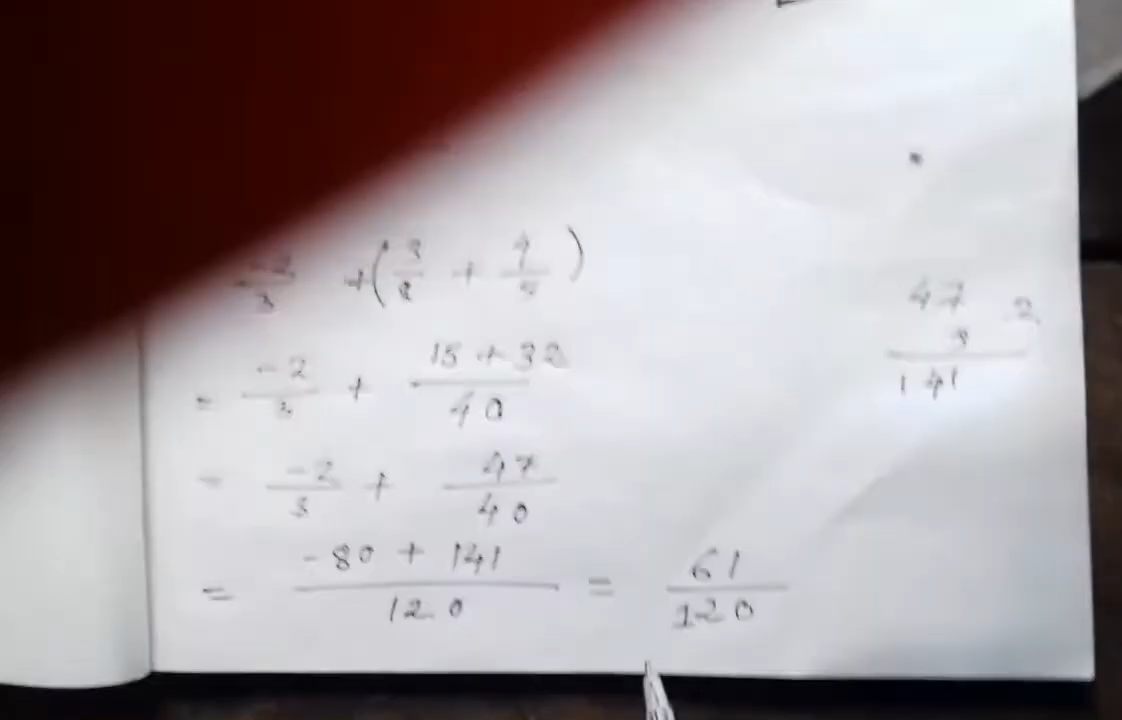 -2/3 + (3/8 + 4/5)
= -2/3 + 15 + 32/40
= -2/3 + 47/40
= -80 + 141/120 = 61/120
47 2
3
141